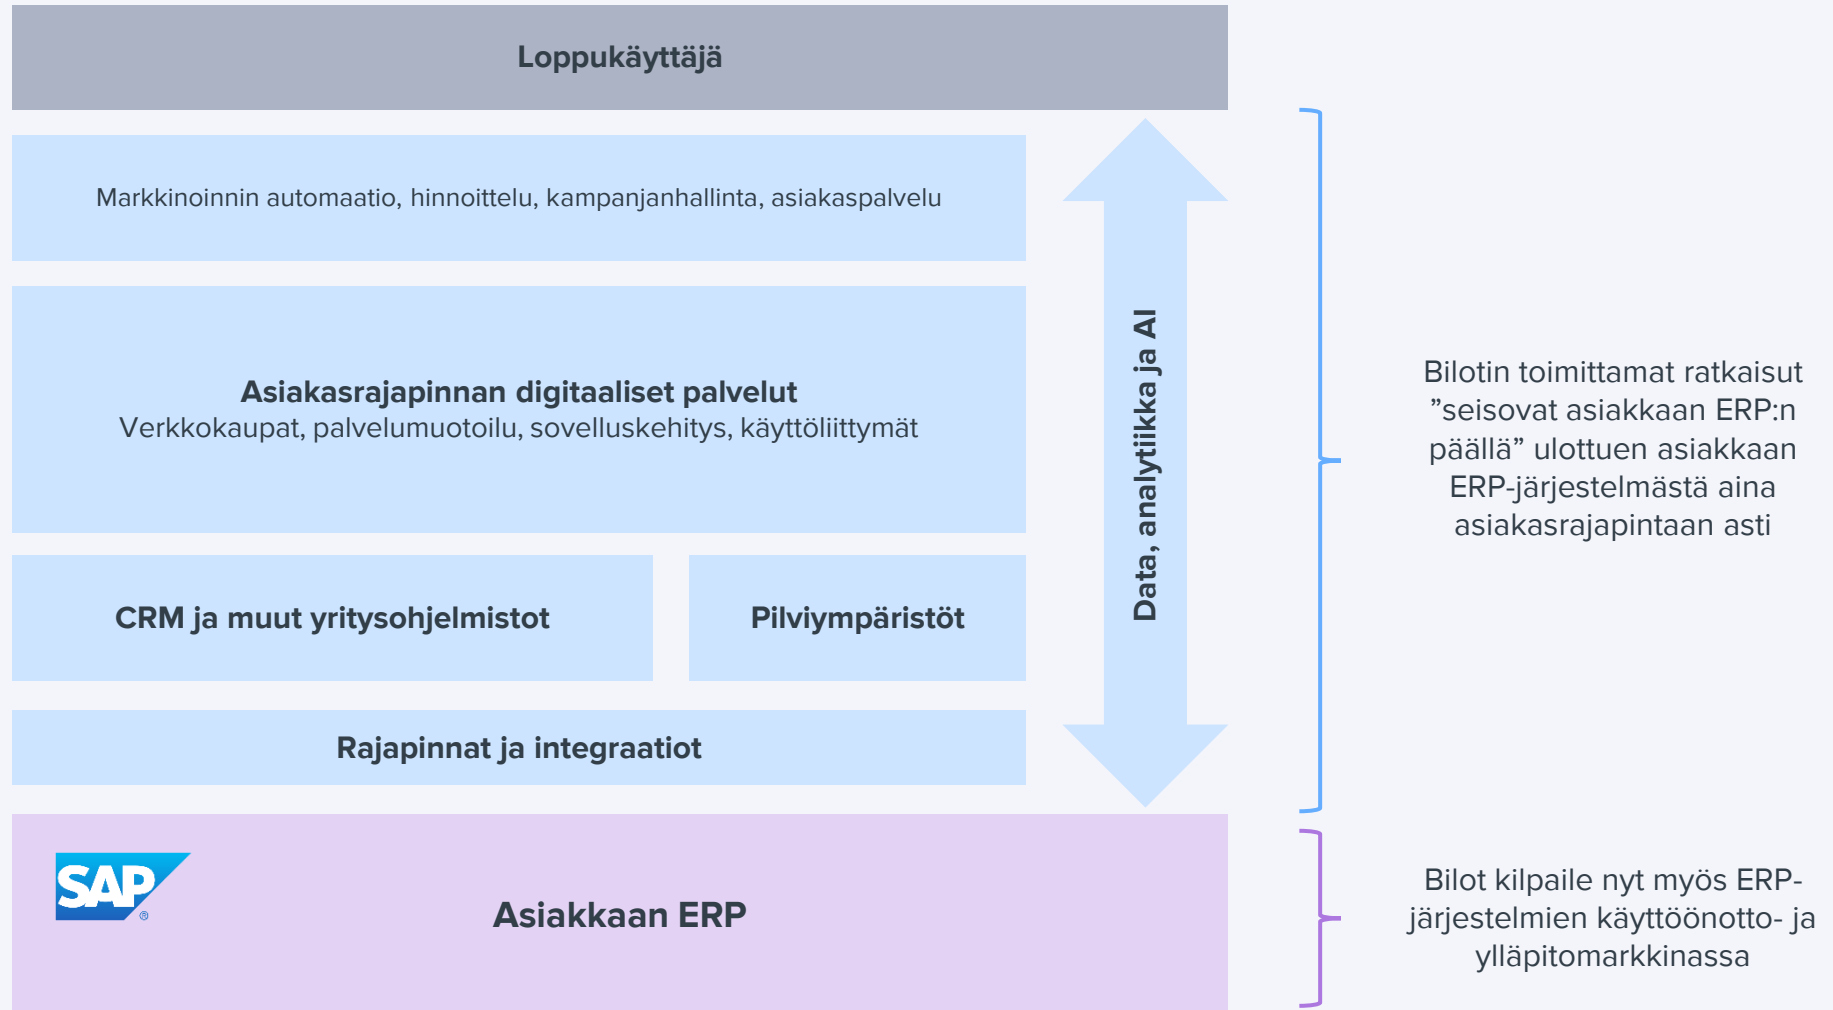 Loppukäyttäjä
Markkinoinnin automaatio, hinnoittelu, kampanjanhallinta, asiakaspalvelu
Asiakasrajapinnan digitaaliset palvelut
Verkkokaupat, palvelumuotoilu, sovelluskehitys, käyttöliittymät
CRM ja muut yritysohjelmistot
Pilviympäristöt
Rajapinnat ja integraatiot
Data, analytiikka ja AI
SAP®
Asiakkaan ERP
Bilotin toimittamat ratkaisut
”seisovat asiakkaan ERP:n
päällä” ulottuen asiakkaan
ERP-järjestelmästä aina
asiakasrajapintaan asti
Bilot kilpaile nyt myös ERP-
järjestelmien käyttöönotto- ja
ylläpitomarkkinassa